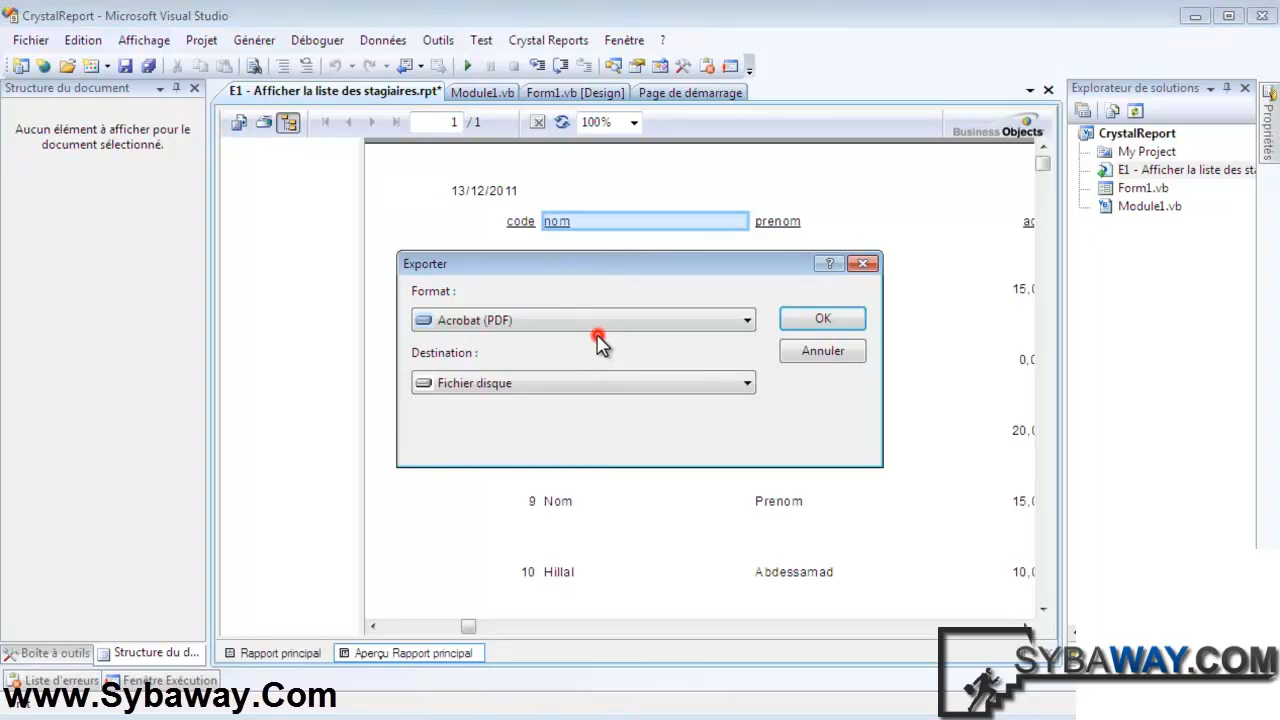 CrystalReport - Microsoft Visual Studio
Fichier Edition Affichage Projet Générer Déboguer Données Outils Test Crystal Reports Fenêtre ?
Structure du document
E1 - Afficher la liste des stagiaires.rpt* Module1.vb Form1.vb [Design] Page de démarrage
Explorateur de solutions
Propriétés
Aucun élément à afficher pour le
document sélectionné.
1 /1 100%
Business Objects
CrystalReport
My Project
E1 - Afficher la liste des sta
Form1.vb
Module1.vb
13/12/2011
code nom prenom ad
Exporter
Format :
Acrobat (PDF)
OK
Destination :
Annuler
Fichier disque
15,0
0,0
20,0
9 Nom Prenom 15,0
10 Hillal Abdessamad 10,0
Boîte à outils Structure du d...
Rapport principal Aperçu Rapport principal
Liste d'erreurs Fenêtre Exécution
www.Sybaway.Com
SYBAWAY.COM